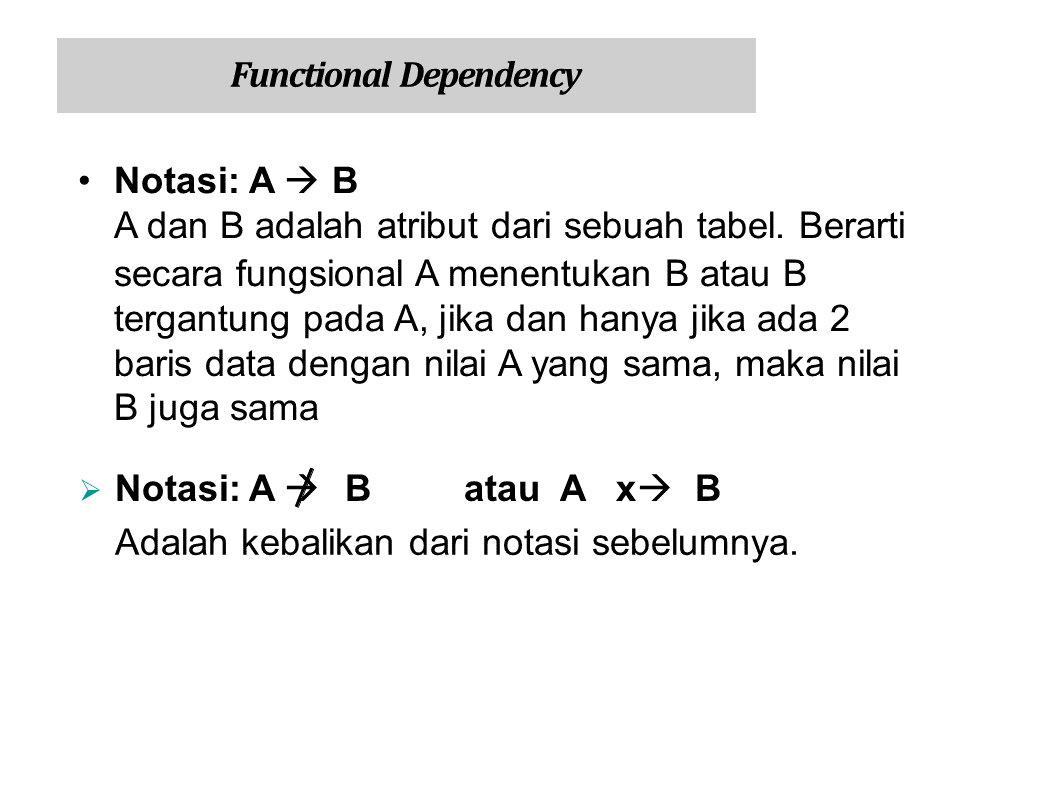 Functional Dependency
• Notasi: A → B
A dan B adalah atribut dari sebuah tabel. Berarti
secara fungsional A menentukan B atau B
tergantung pada A, jika dan hanya jika ada 2
baris data dengan nilai A yang sama, maka nilai
B juga sama
➢ Notasi: A ↛ B atau A x→ B
Adalah kebalikan dari notasi sebelumnya.